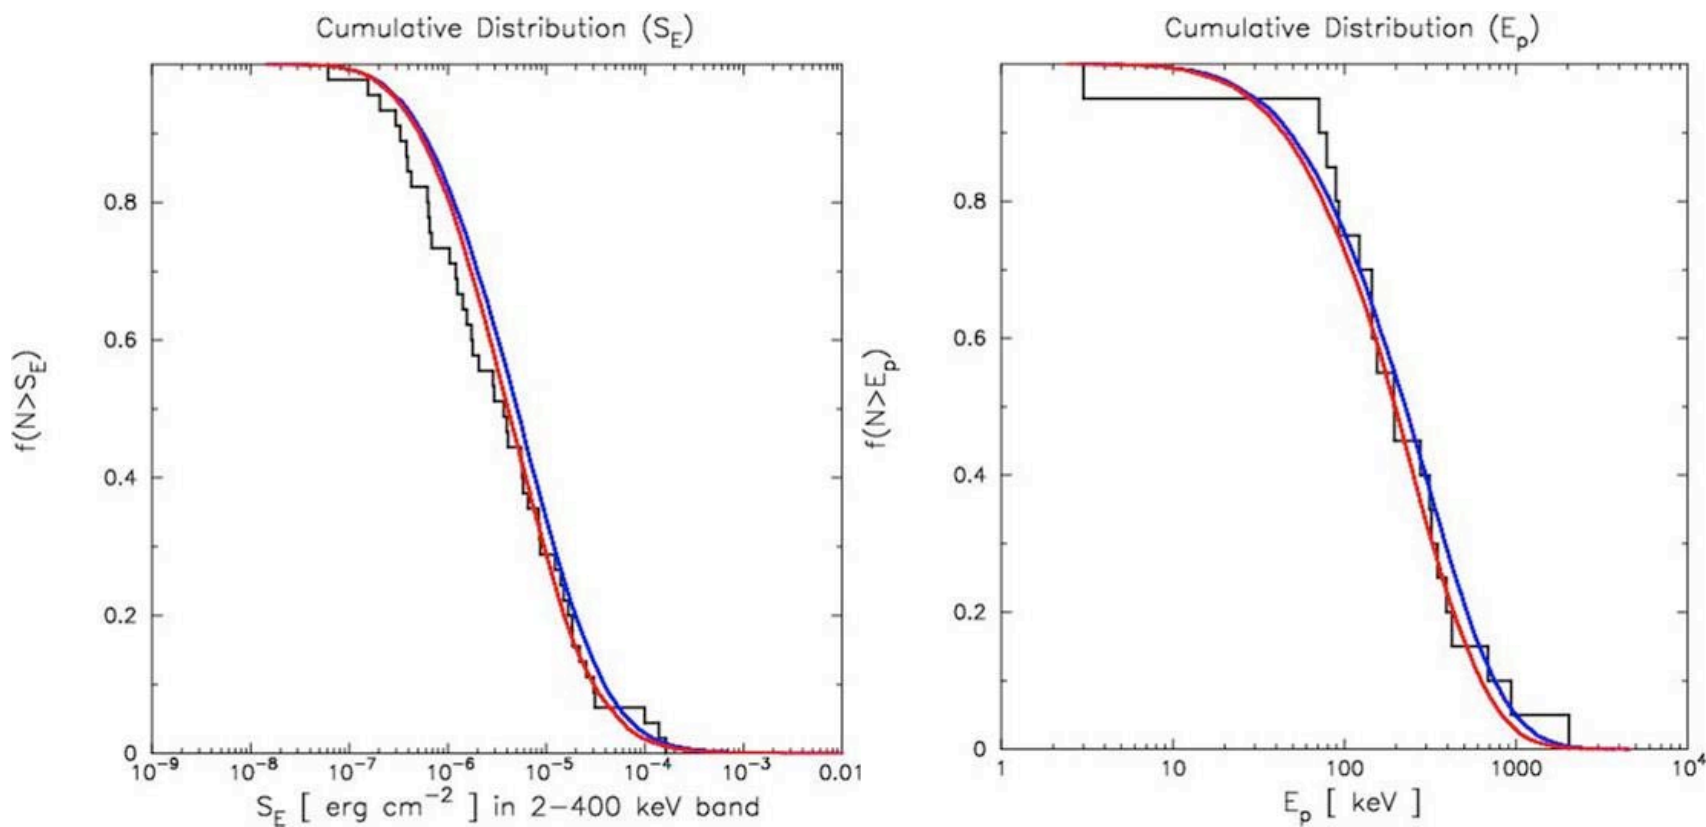 Cumulative Distribution (S_E)
f(N>S_E)
0.8
0.6
0.4
0.2
0
10⁻⁹ 10⁻⁸ 10⁻⁷ 10⁻⁶ 10⁻⁵ 10⁻⁴ 10⁻³ 0.01
S_E [ erg cm⁻² ] in 2−400 keV band
Cumulative Distribution (E_p)
f(N>E_p)
0.8
0.6
0.4
0.2
0
1 10 100 1000 10⁴
E_p [ keV ]